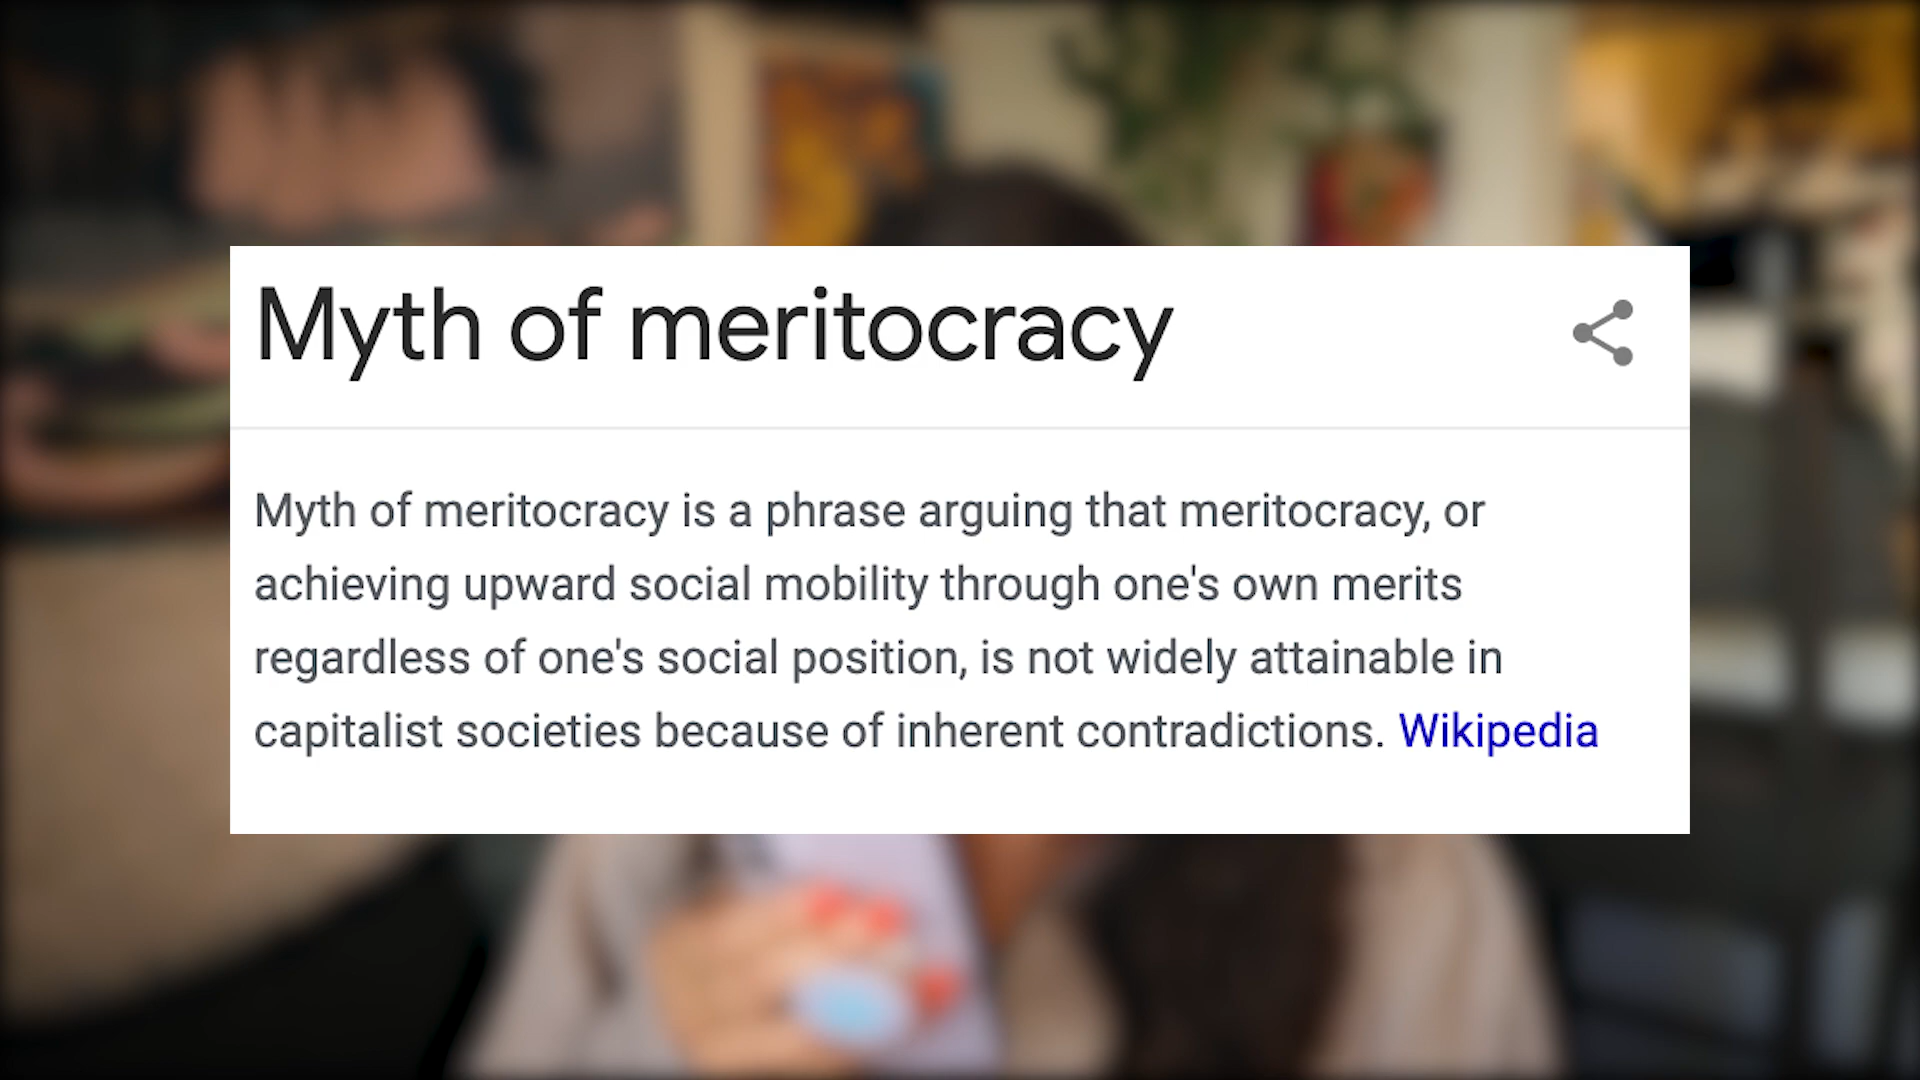 Myth of meritocracy
Myth of meritocracy is a phrase arguing that meritocracy, or
achieving upward social mobility through one's own merits
regardless of one's social position, is not widely attainable in
capitalist societies because of inherent contradictions. Wikipedia